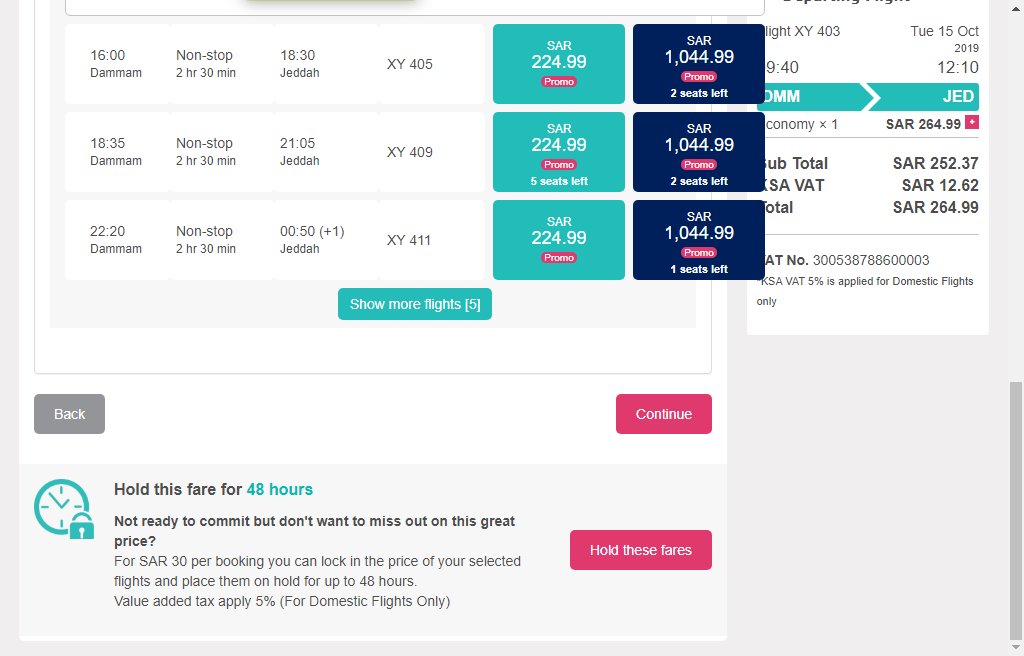 16:00
Dammam
Non-stop
2 hr 30 min
18:30
Jeddah
XY 405
SAR
224.99
Promo
SAR
1,044.99
Promo
2 seats left
18:35
Dammam
Non-stop
2 hr 30 min
21:05
Jeddah
XY 409
SAR
224.99
Promo
5 seats left
SAR
1,044.99
Promo
2 seats left
22:20
Dammam
Non-stop
2 hr 30 min
00:50 (+1)
Jeddah
XY 411
SAR
224.99
Promo
SAR
1,044.99
Promo
1 seats left
Show more flights [5]
Back
Continue
Hold this fare for 48 hours
Not ready to commit but don't want to miss out on this great
price?
For SAR 30 per booking you can lock in the price of your selected
flights and place them on hold for up to 48 hours.
Value added tax apply 5% (For Domestic Flights Only)
Hold these fares
XY 403
Tue 15 Oct
2019
9:40
12:10
JED
× 1
SAR 264.99 +
Sub Total
SAR 252.37
KSA VAT
SAR 12.62
Total
SAR 264.99
VAT No. 300538788600003
*KSA VAT 5% is applied for Domestic Flights
only